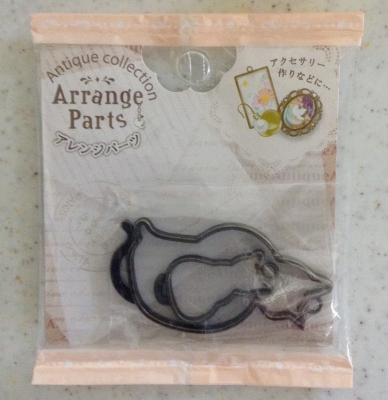 Antique collection
Arrange
Parts
アレンジパーツ
アクセサリー
作りなどに…